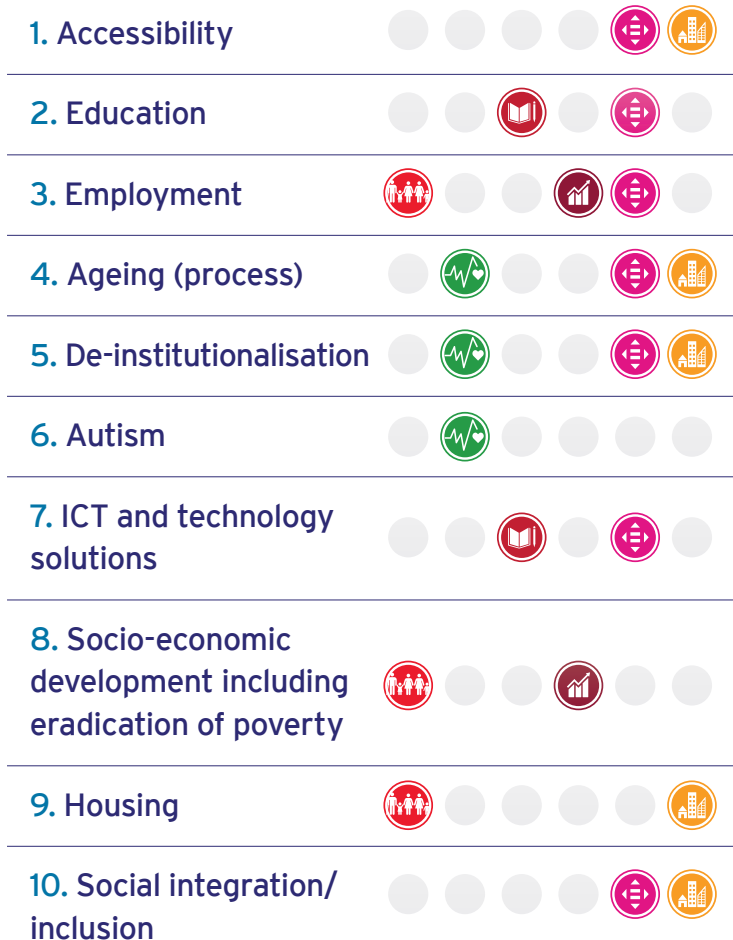 1. Accessibility
2. Education
3. Employment
4. Ageing (process)
5. De-institutionalisation
6. Autism
7. ICT and technology
solutions
8. Socio-economic
development including
eradication of poverty
9. Housing
10. Social integration/
inclusion